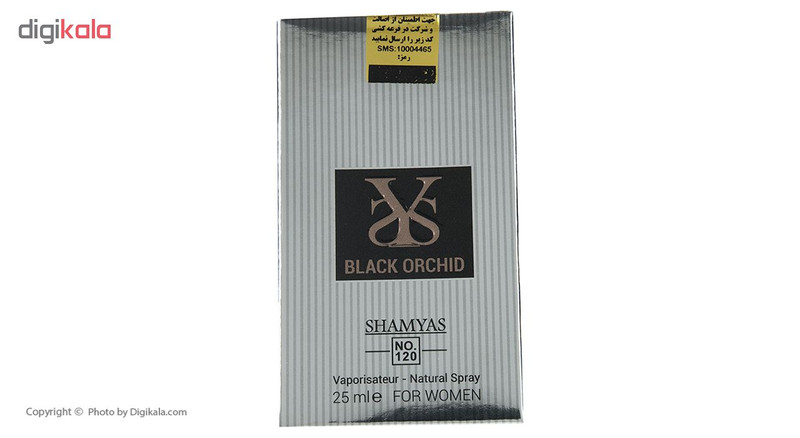 digikala
جهت اطمینان از اصالت
و شرکت در قرعه کشی
کد زیر را ارسال نمایید
SMS:10004465
رمز:
BLACK ORCHID
SHAMYAS
NO.
120
Vaporisateur - Natural Spray
25 ml e FOR WOMEN
Copyright © Photo by Digikala.com